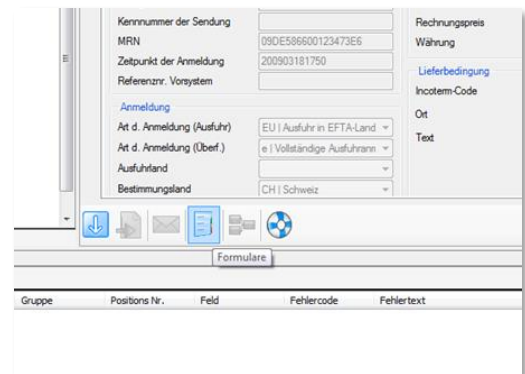 Kennnummer der Sendung
MRN 09DE586600123473E6
Zeitpunkt der Anmeldung 200903181750
Referenznr. Vorsystem
Anmeldung
Art d. Anmeldung (Ausfuhr) EU | Ausfuhr in EFTA-Land
Art d. Anmeldung (Überf.) e | Vollständige Ausfuhrann
Ausfuhrland
Bestimmungsland CH | Schweiz
Rechnungspreis
Währung
Lieferbedingung
Incoterm-Code
Ort
Text
Formulare
Gruppe Positions Nr. Feld Fehlercode Fehlertext